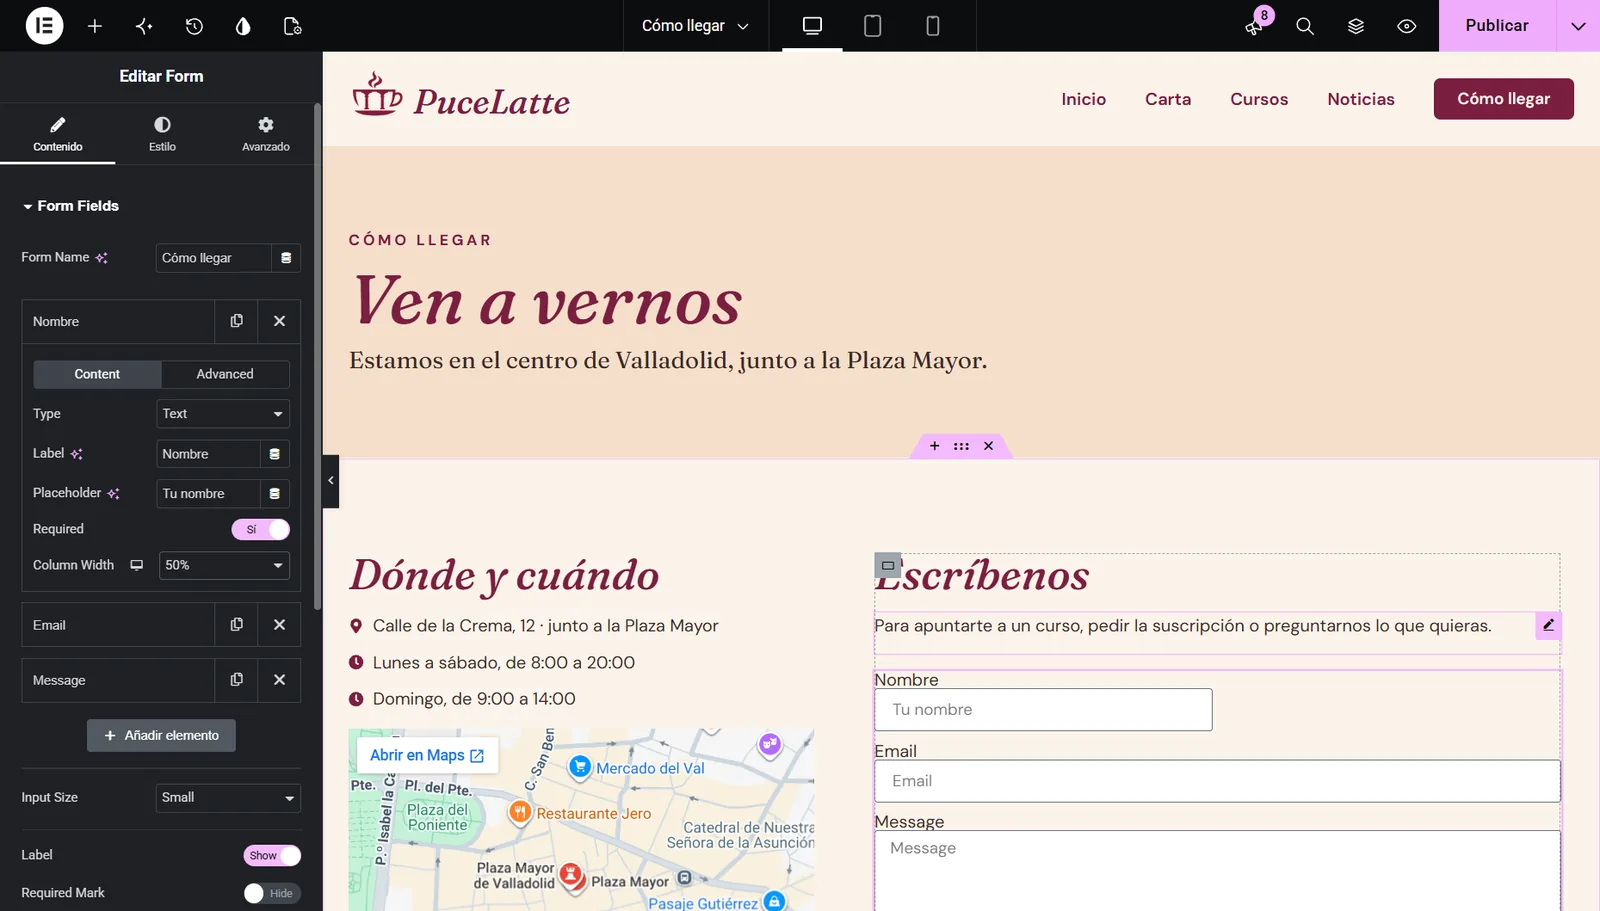 Cómo llegar
8
Publicar
Editar Form
Contenido
Estilo
Avanzado
Form Fields
Form Name
Cómo llegar
Nombre
Content
Advanced
Type
Text
Label
Nombre
Placeholder
Tu nombre
Required
Sí
Column Width
50%
Email
Message
+ Añadir elemento
Input Size
Small
Label
Show
Required Mark
Hide
PuceLatte
Inicio
Carta
Cursos
Noticias
Cómo llegar
CÓMO LLEGAR
Ven a vernos
Estamos en el centro de Valladolid, junto a la Plaza Mayor.
Dónde y cuándo
Calle de la Crema, 12 · junto a la Plaza Mayor
Lunes a sábado, de 8:00 a 20:00
Domingo, de 9:00 a 14:00
Abrir en Maps
C. San Ben
Mercado del Val
Pte.
Pl. del Pte.
P.º Isabel la Ca
Plaza del
Poniente
Restaurante Jero
Catedral de Nuestra
Señora de la Asunción
Plaza Mayor
de Valladolid
Plaza Mayor
Pasaje Gutiérrez
Escríbenos
Para apuntarte a un curso, pedir la suscripción o preguntarnos lo que quieras.
Nombre
Tu nombre
Email
Email
Message
Message